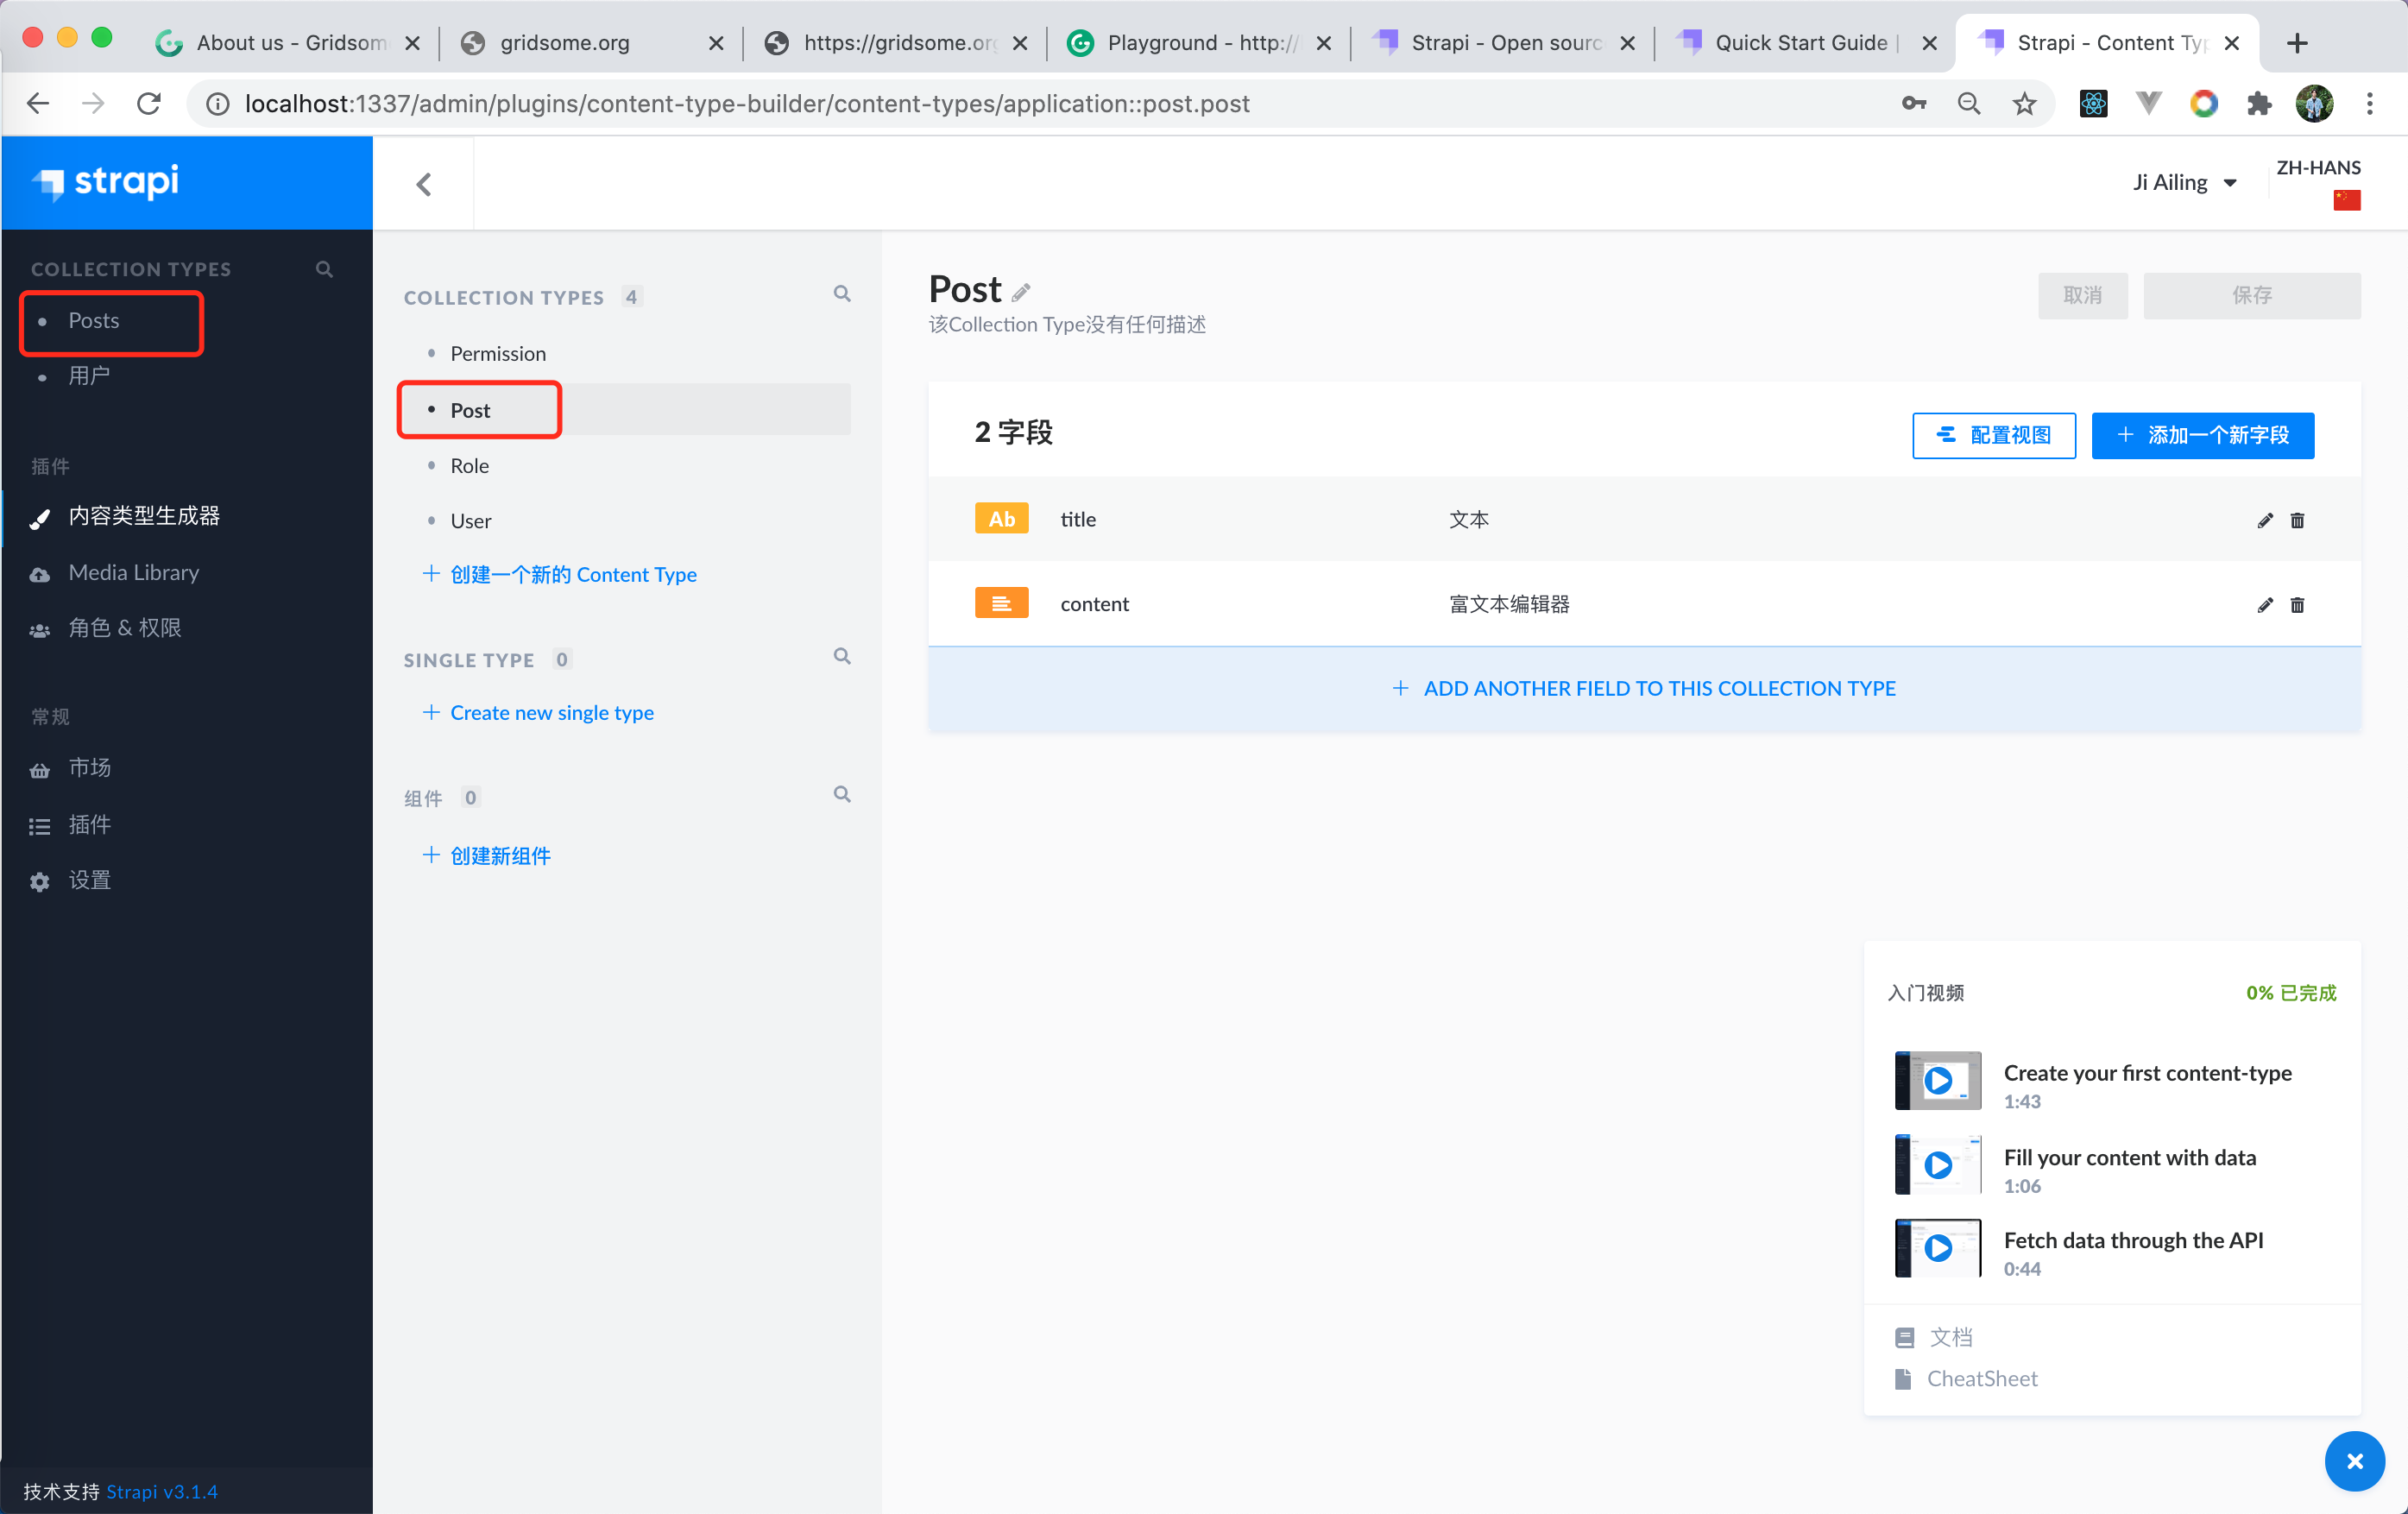 About us - Gridsom
gridsome.org
https://gridsome.org
Playground - http://
Strapi - Open sourc
Quick Start Guide |
Strapi - Content Typ
localhost:1337/admin/plugins/content-type-builder/content-types/application::post.post
strapi
Ji Ailing
ZH-HANS
COLLECTION TYPES
Posts
用户
插件
内容类型生成器
Media Library
角色 & 权限
常规
市场
插件
设置
技术支持 Strapi v3.1.4
COLLECTION TYPES 4
Permission
Post
Role
User
创建一个新的 Content Type
SINGLE TYPE 0
Create new single type
组件 0
创建新组件
Post
该Collection Type没有任何描述
取消
保存
2 字段
配置视图
添加一个新字段
Ab title 文本
content 富文本编辑器
ADD ANOTHER FIELD TO THIS COLLECTION TYPE
入门视频 0% 已完成
Create your first content-type
1:43
Fill your content with data
1:06
Fetch data through the API
0:44
文档
CheatSheet